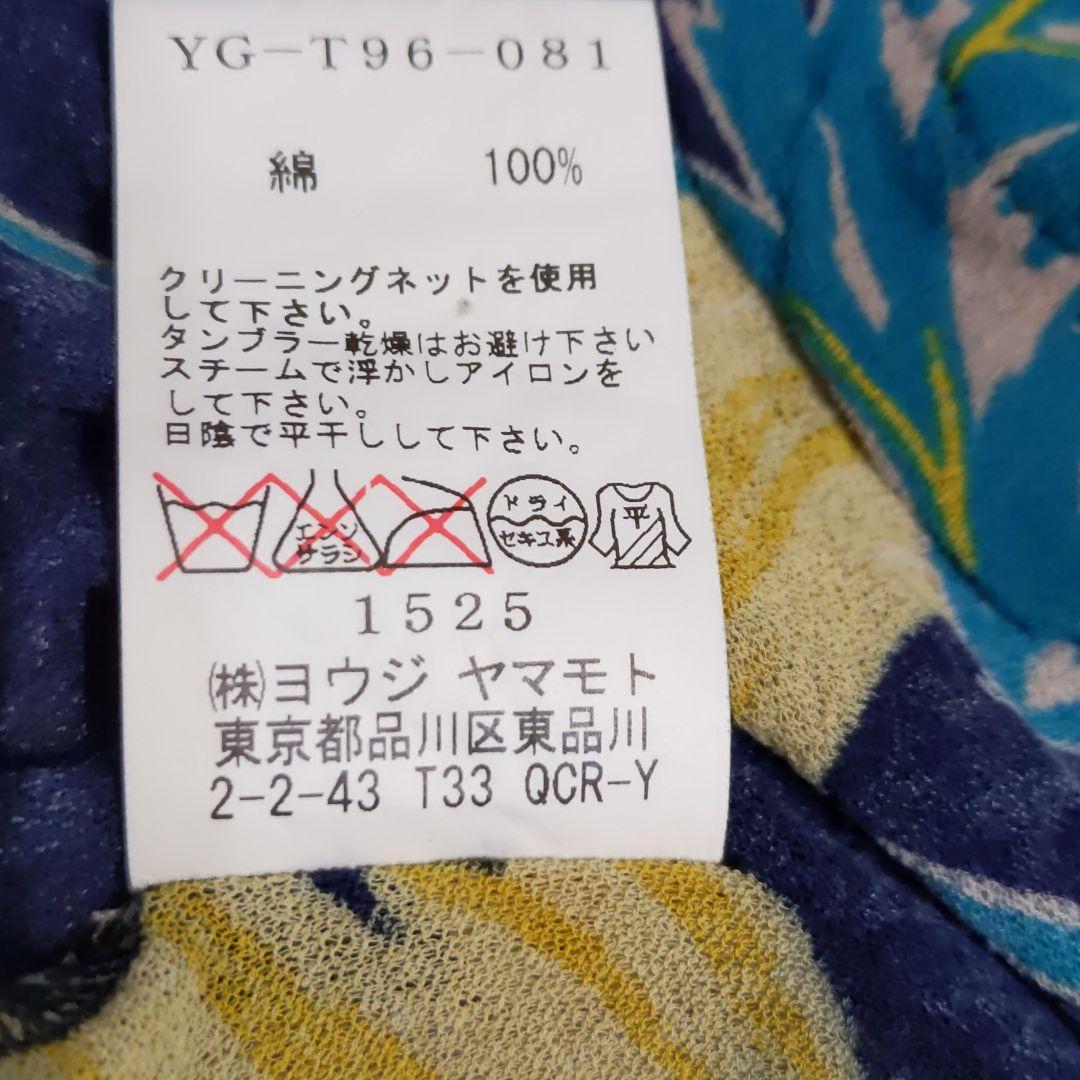 YG-T96-081
綿 100%
クリーニングネットを使用
して下さい。
タンブラー乾燥はお避け下さい
スチームで浮かしアイロンを
して下さい。
日陰で平干しして下さい。
エンソ
サラシ
ドライ
セキユ系
平
1525
(株)ヨウジ ヤマモト
東京都品川区東品川
2-2-43 T33 QCR-Y